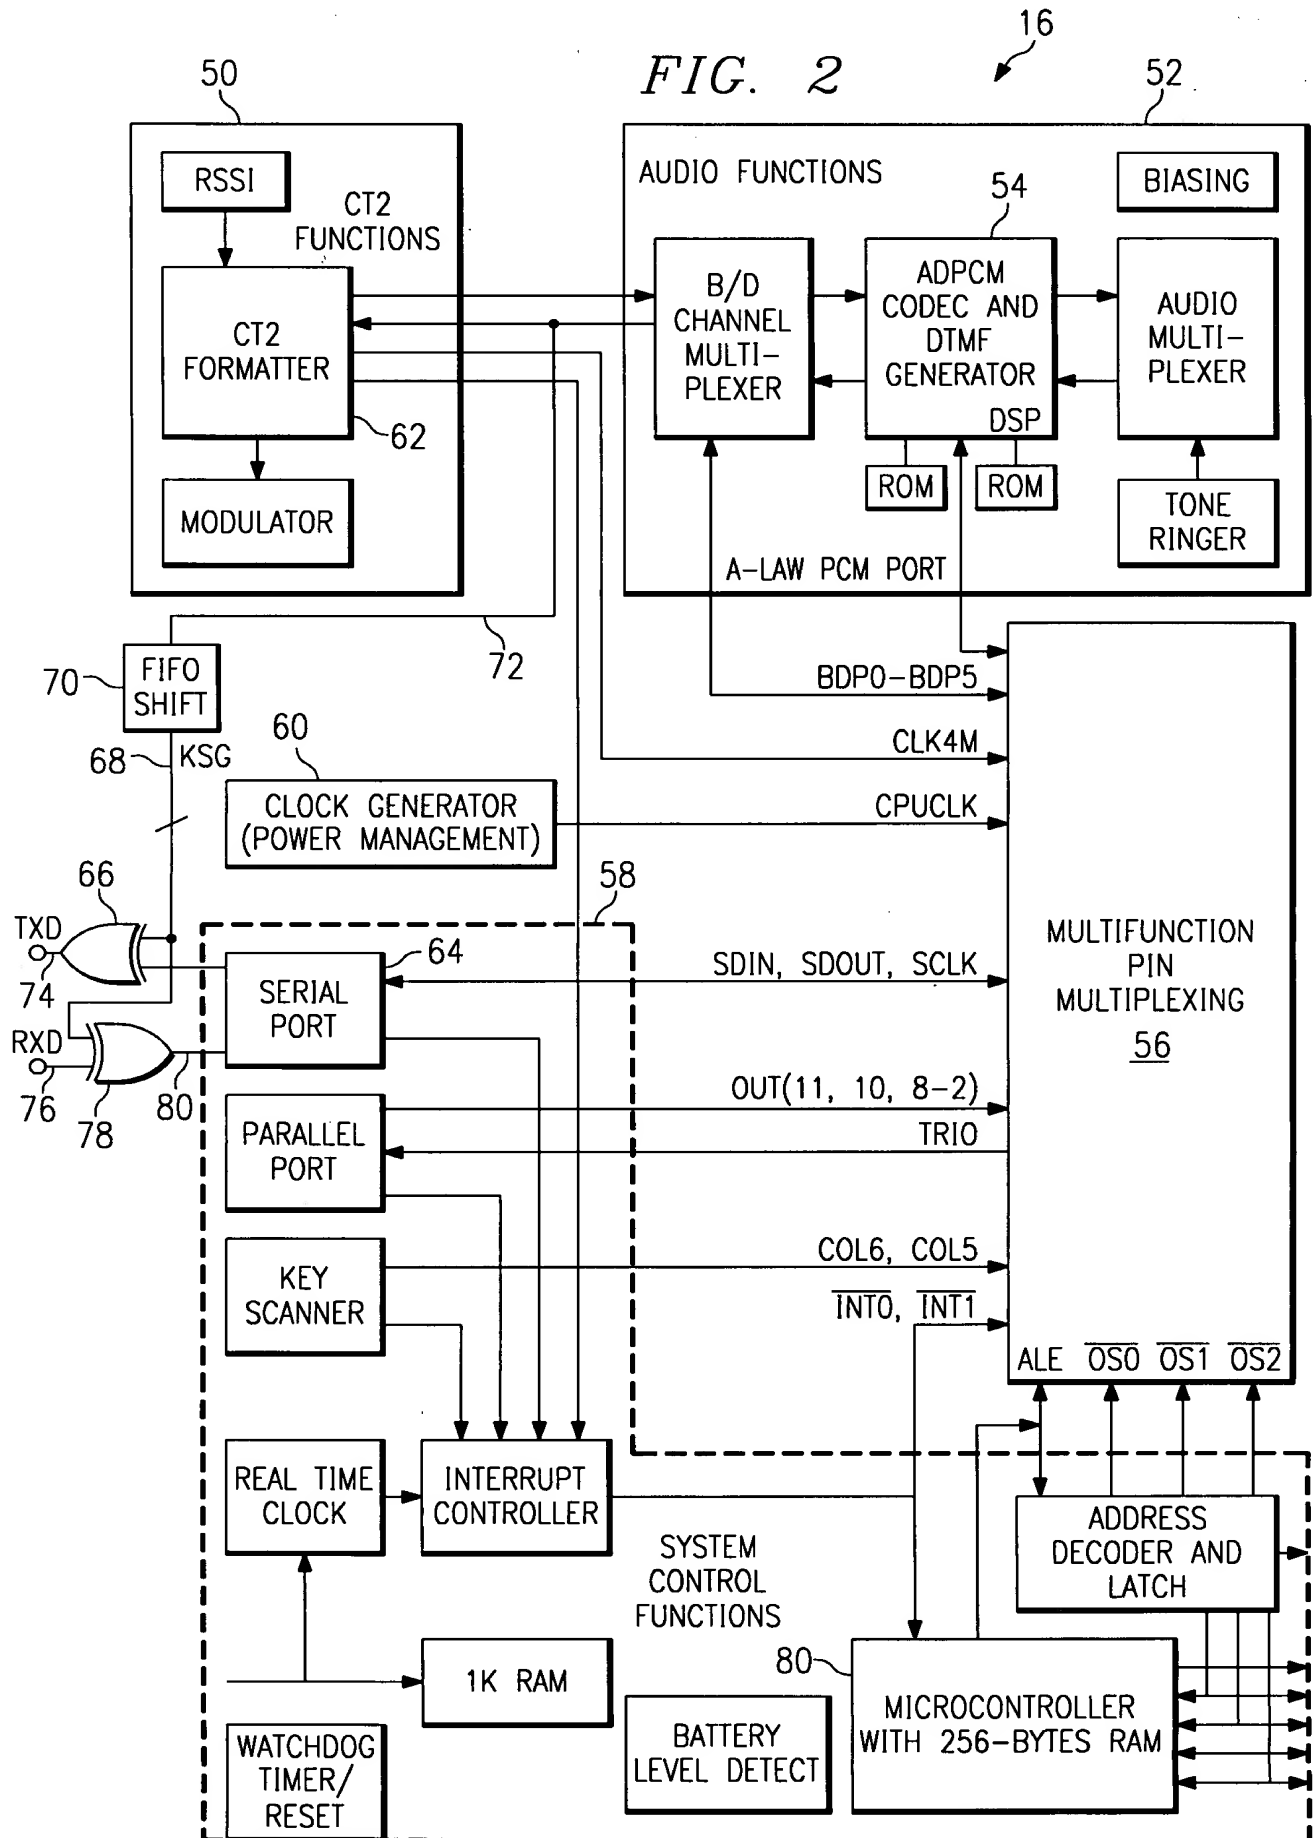 FIG. 2
16
50
52
RSSI
CT2
FUNCTIONS
CT2
FORMATTER
62
MODULATOR
AUDIO FUNCTIONS
BIASING
54
B/D
CHANNEL
MULTI-
PLEXER
ADPCM
CODEC AND
DTMF
GENERATOR
DSP
AUDIO
MULTI-
PLEXER
ROM
ROM
TONE
RINGER
A-LAW PCM PORT
72
70
FIFO
SHIFT
68
KSG
BDP0-BDP5
CLK4M
60
CLOCK GENERATOR
(POWER MANAGEMENT)
CPUCLK
66
58
TXD
74
64
SERIAL
PORT
SDIN, SDOUT, SCLK
MULTIFUNCTION
PIN
MULTIPLEXING
56
RXD
76
78
80
PARALLEL
PORT
OUT(11, 10, 8-2)
TRIO
KEY
SCANNER
COL6, COL5
INT0, INT1
ALE OS0 OS1 OS2
REAL TIME
CLOCK
INTERRUPT
CONTROLLER
SYSTEM
CONTROL
FUNCTIONS
ADDRESS
DECODER AND
LATCH
1K RAM
80
MICROCONTROLLER
WITH 256-BYTES RAM
BATTERY
LEVEL DETECT
WATCHDOG
TIMER/
RESET